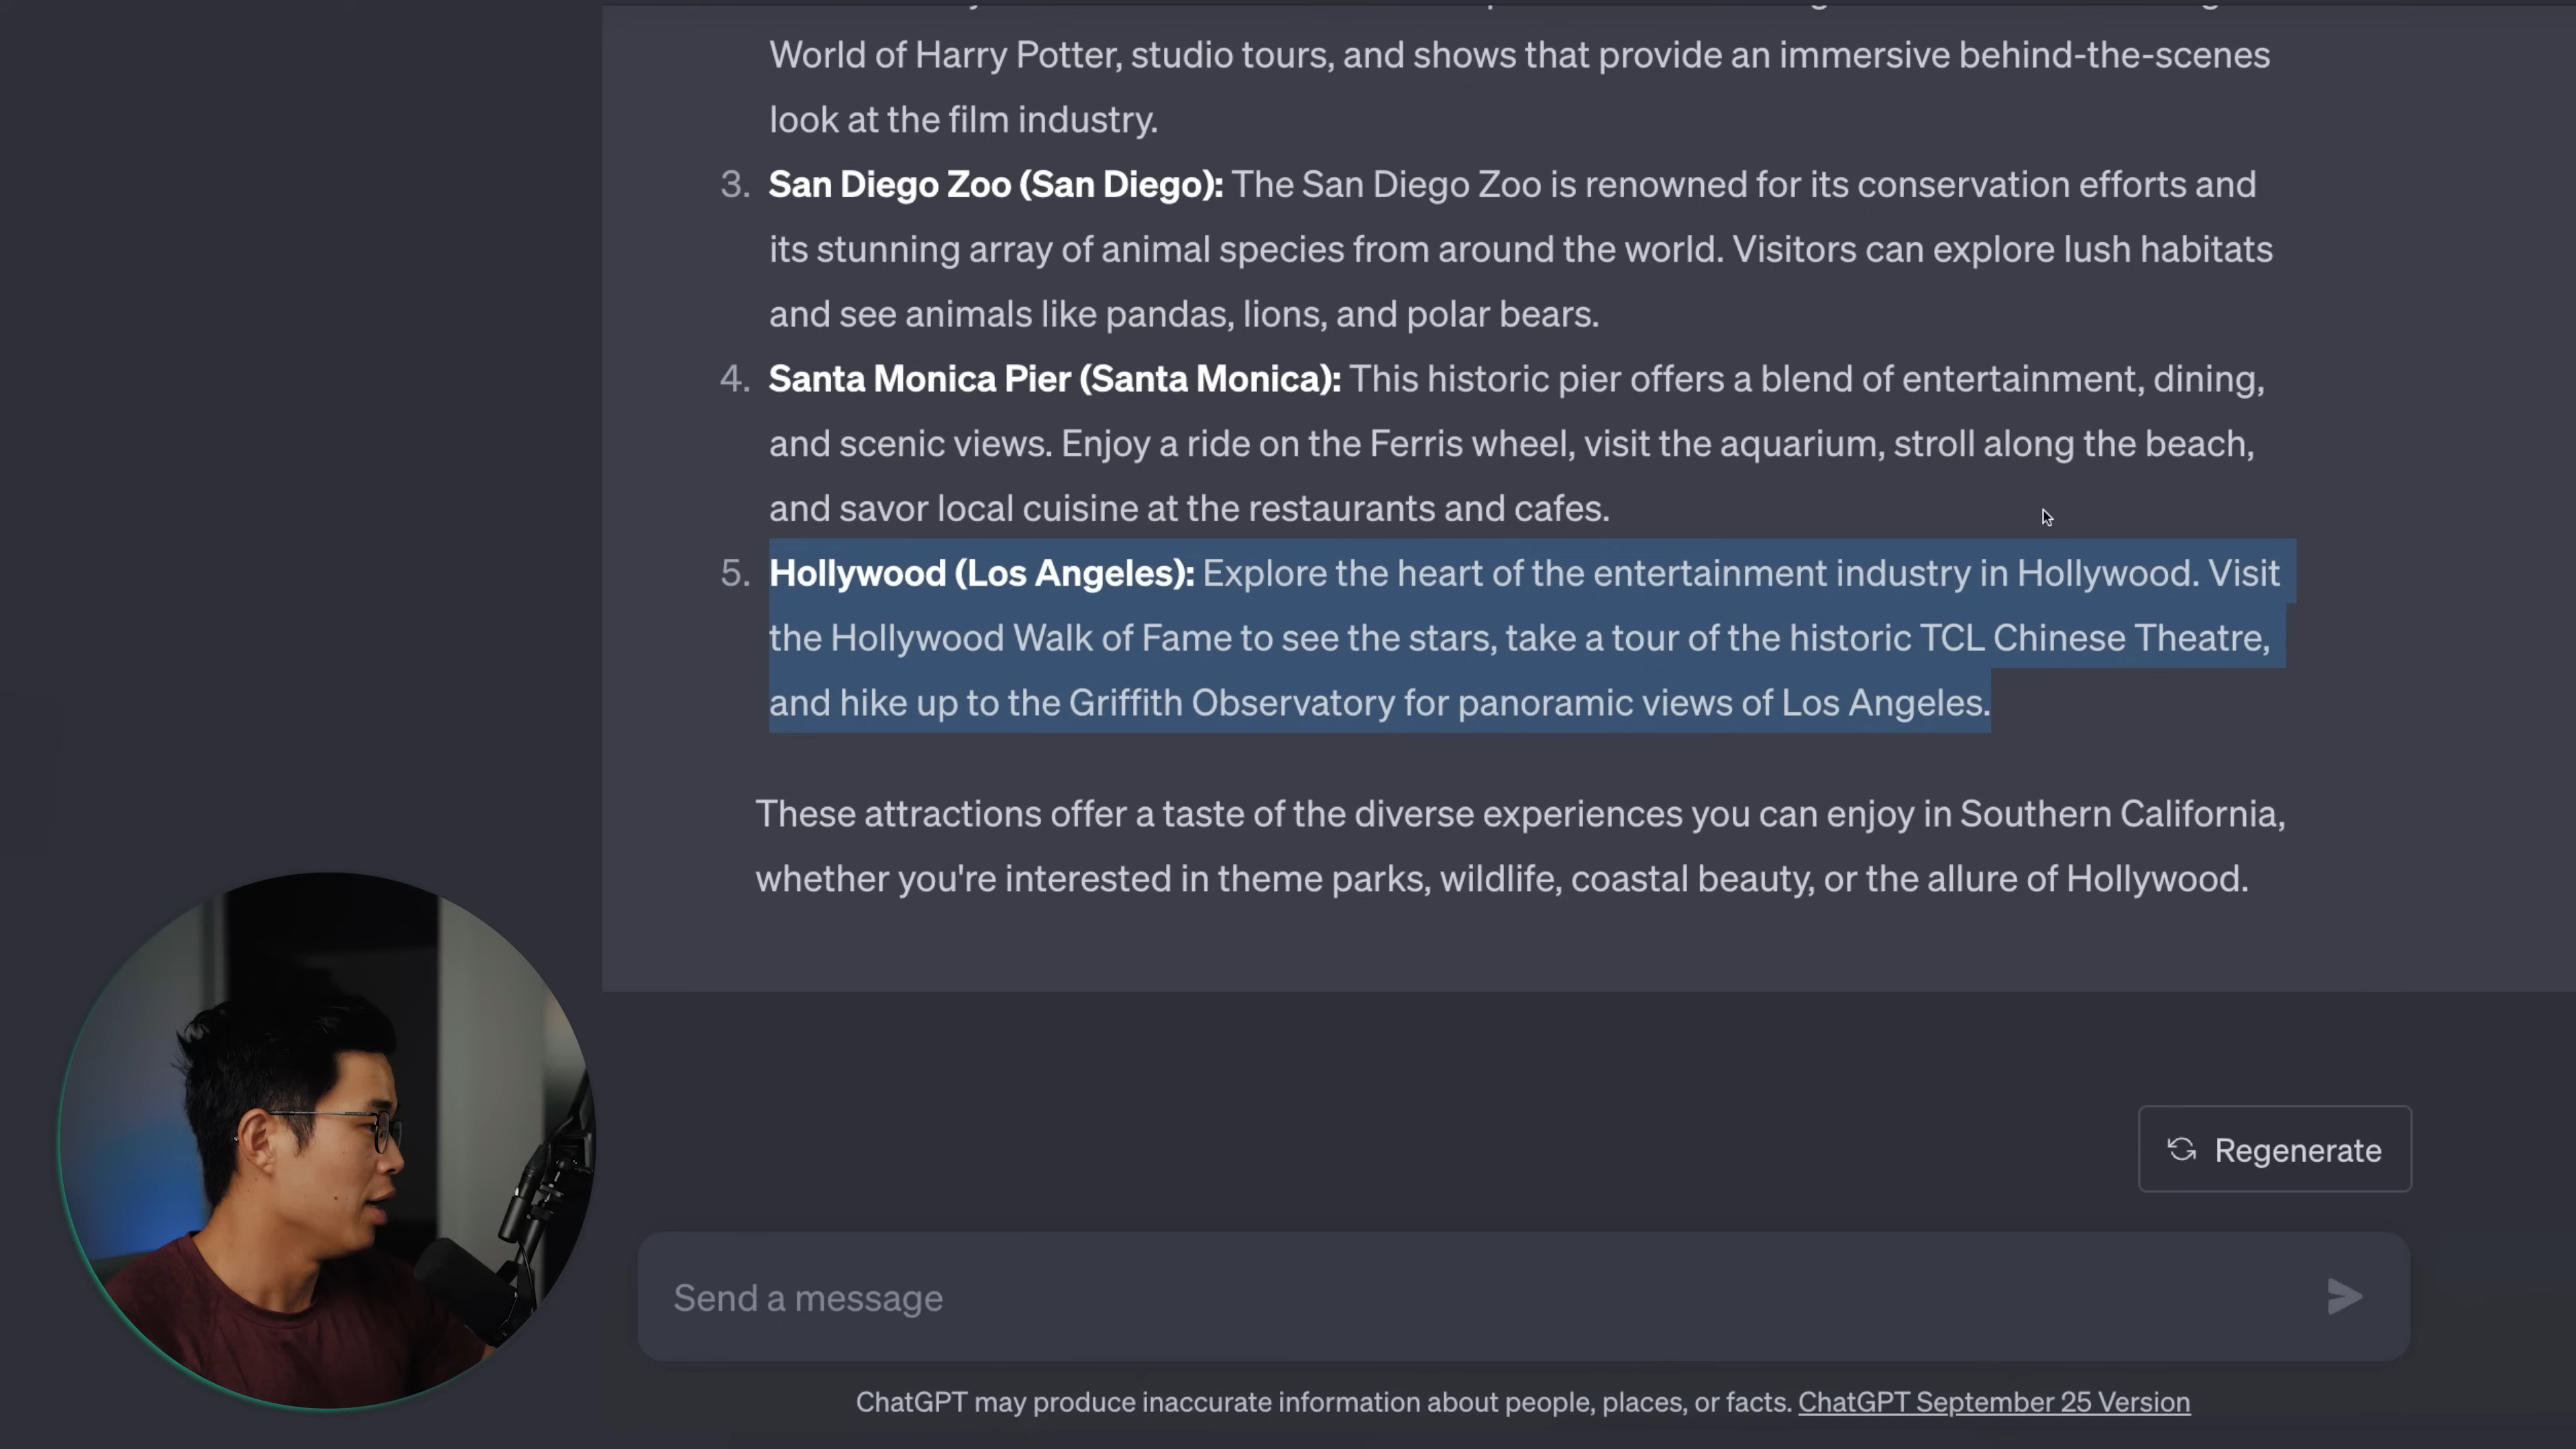 World of Harry Potter, studio tours, and shows that provide an immersive behind-the-scenes
look at the film industry.
3. San Diego Zoo (San Diego): The San Diego Zoo is renowned for its conservation efforts and
its stunning array of animal species from around the world. Visitors can explore lush habitats
and see animals like pandas, lions, and polar bears.
4. Santa Monica Pier (Santa Monica): This historic pier offers a blend of entertainment, dining,
and scenic views. Enjoy a ride on the Ferris wheel, visit the aquarium, stroll along the beach,
and savor local cuisine at the restaurants and cafes.
5. Hollywood (Los Angeles): Explore the heart of the entertainment industry in Hollywood. Visit
the Hollywood Walk of Fame to see the stars, take a tour of the historic TCL Chinese Theatre,
and hike up to the Griffith Observatory for panoramic views of Los Angeles.
These attractions offer a taste of the diverse experiences you can enjoy in Southern California,
whether you're interested in theme parks, wildlife, coastal beauty, or the allure of Hollywood.
Regenerate
Send a message
ChatGPT may produce inaccurate information about people, places, or facts. ChatGPT September 25 Version